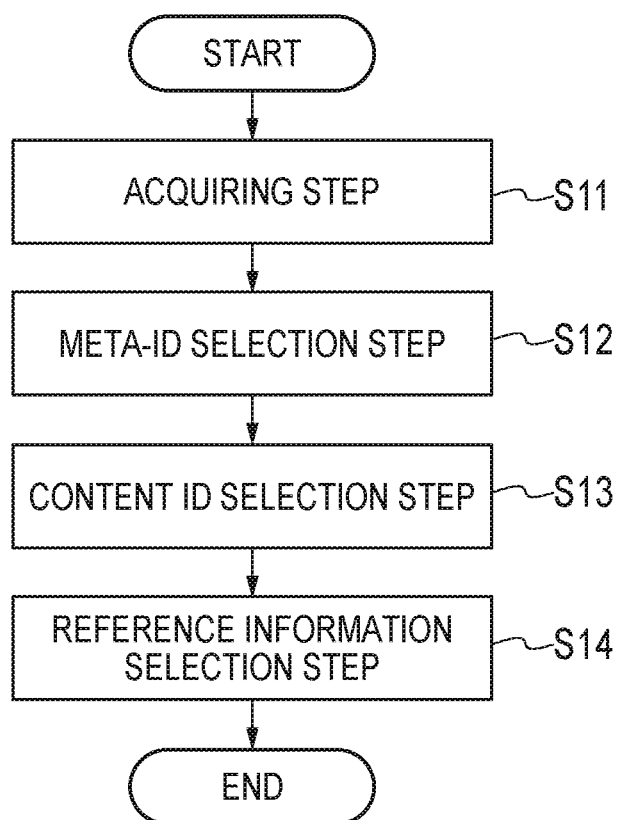 START
ACQUIRING STEP
S11
META-ID SELECTION STEP
S12
CONTENT ID SELECTION STEP
S13
REFERENCE INFORMATION
SELECTION STEP
S14
END